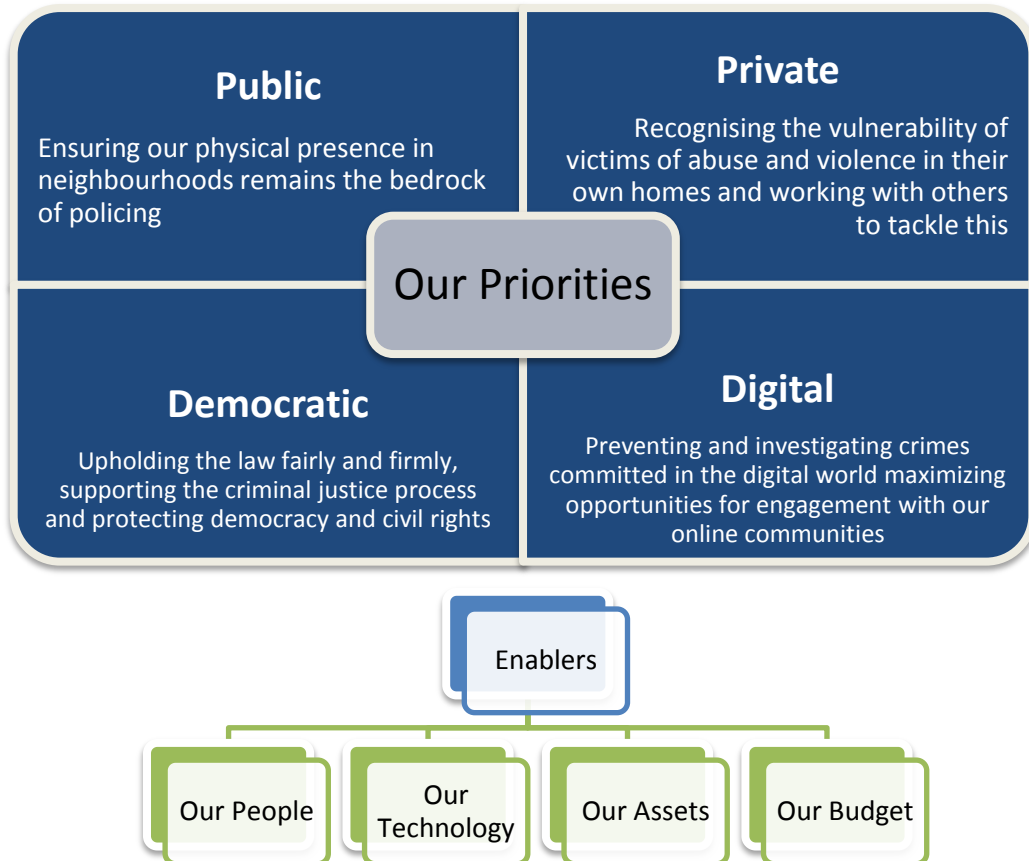 Public
Ensuring our physical presence in
neighbourhoods remains the bedrock
of policing
Private
Recognising the vulnerability of
victims of abuse and violence in their
own homes and working with others
to tackle this
Our Priorities
Democratic
Upholding the law fairly and firmly,
supporting the criminal justice process
and protecting democracy and civil rights
Digital
Preventing and investigating crimes
committed in the digital world maximizing
opportunities for engagement with our
online communities
Enablers
Our People
Our
Technology
Our Assets
Our Budget